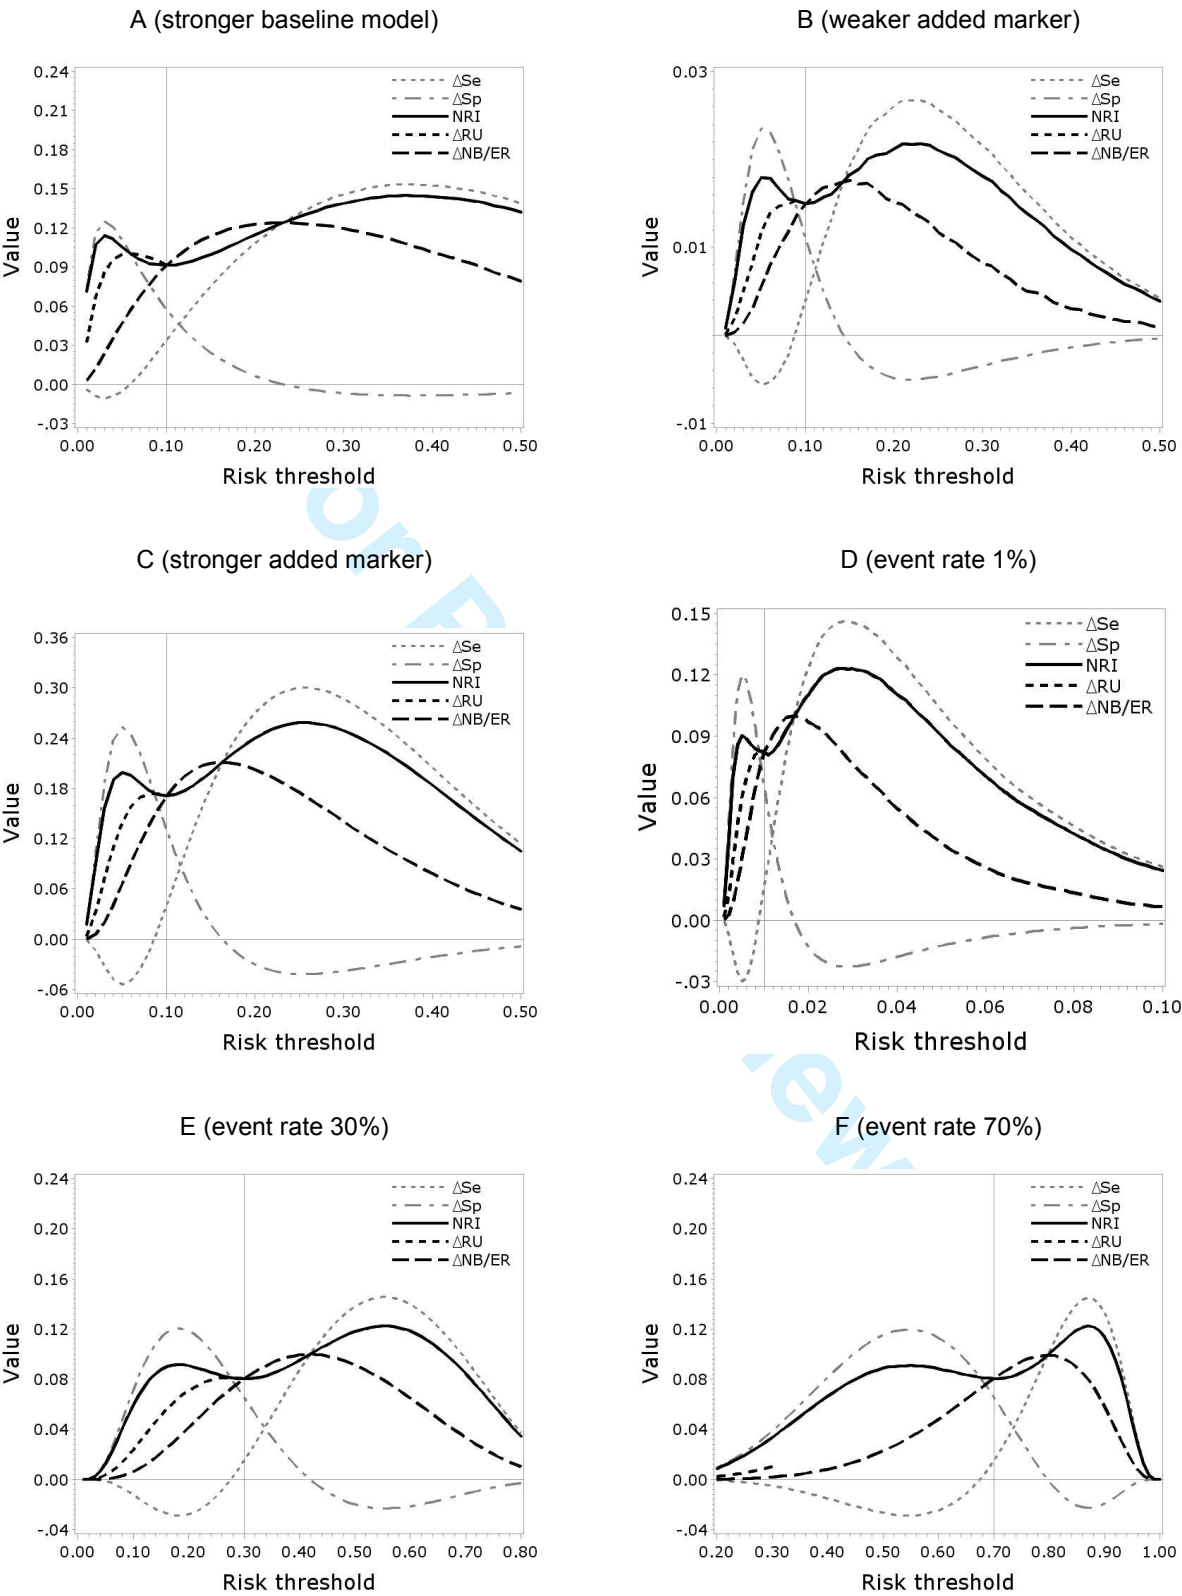 A (stronger baseline model)
0.24
0.21
0.18
0.15
0.12
0.09
0.06
0.03
0.00
-.03
Value
ΔSe
ΔSp
NRI
ΔRU
ΔNB/ER
0.00 0.10 0.20 0.30 0.40 0.50
Risk threshold
B (weaker added marker)
0.03
0.01
-.01
Value
ΔSe
ΔSp
NRI
ΔRU
ΔNB/ER
0.00 0.10 0.20 0.30 0.40 0.50
Risk threshold
C (stronger added marker)
0.36
0.30
0.24
0.18
0.12
0.06
0.00
-.06
Value
ΔSe
ΔSp
NRI
ΔRU
ΔNB/ER
0.00 0.10 0.20 0.30 0.40 0.50
Risk threshold
D (event rate 1%)
0.15
0.12
0.09
0.06
0.03
0.00
-.03
Value
ΔSe
ΔSp
NRI
ΔRU
ΔNB/ER
0.00 0.02 0.04 0.06 0.08 0.10
Risk threshold
E (event rate 30%)
0.24
0.20
0.16
0.12
0.08
0.04
0.00
-.04
Value
ΔSe
ΔSp
NRI
ΔRU
ΔNB/ER
0.00 0.10 0.20 0.30 0.40 0.50 0.60 0.70 0.80
Risk threshold
F (event rate 70%)
0.24
0.20
0.16
0.12
0.08
0.04
0.00
-.04
Value
ΔSe
ΔSp
NRI
ΔRU
ΔNB/ER
0.20 0.30 0.40 0.50 0.60 0.70 0.80 0.90 1.00
Risk threshold